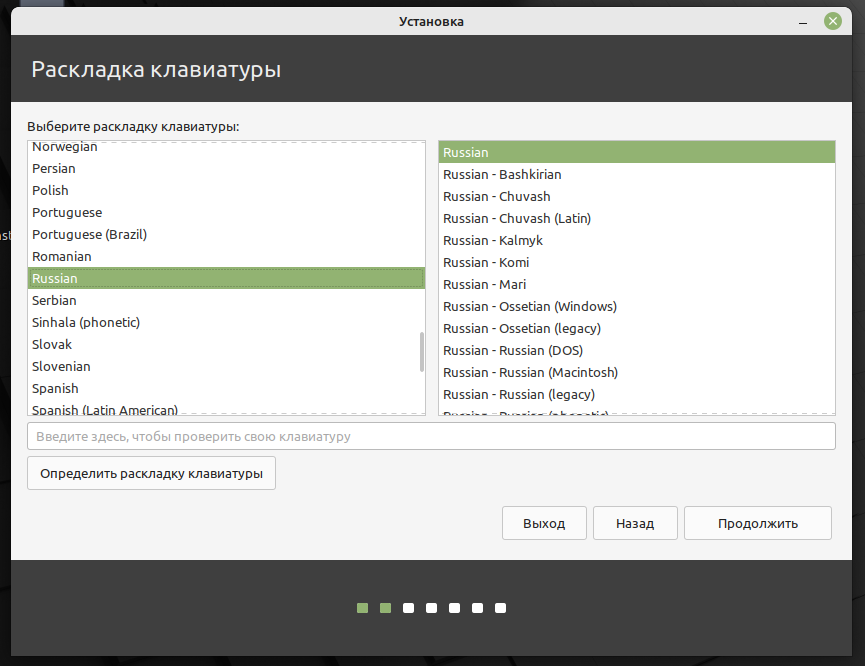 Установка
Раскладка клавиатуры
Выберите раскладку клавиатуры:
Norwegian
Persian
Polish
Portuguese
Portuguese (Brazil)
Romanian
Russian
Serbian
Sinhala (phonetic)
Slovak
Slovenian
Spanish
Spanish (Latin American)
Russian
Russian - Bashkirian
Russian - Chuvash
Russian - Chuvash (Latin)
Russian - Kalmyk
Russian - Komi
Russian - Mari
Russian - Ossetian (Windows)
Russian - Ossetian (legacy)
Russian - Russian (DOS)
Russian - Russian (Macintosh)
Russian - Russian (legacy)
Russian - Russian (phonetic)
Введите здесь, чтобы проверить свою клавиатуру
Определить раскладку клавиатуры
Выход
Назад
Продолжить